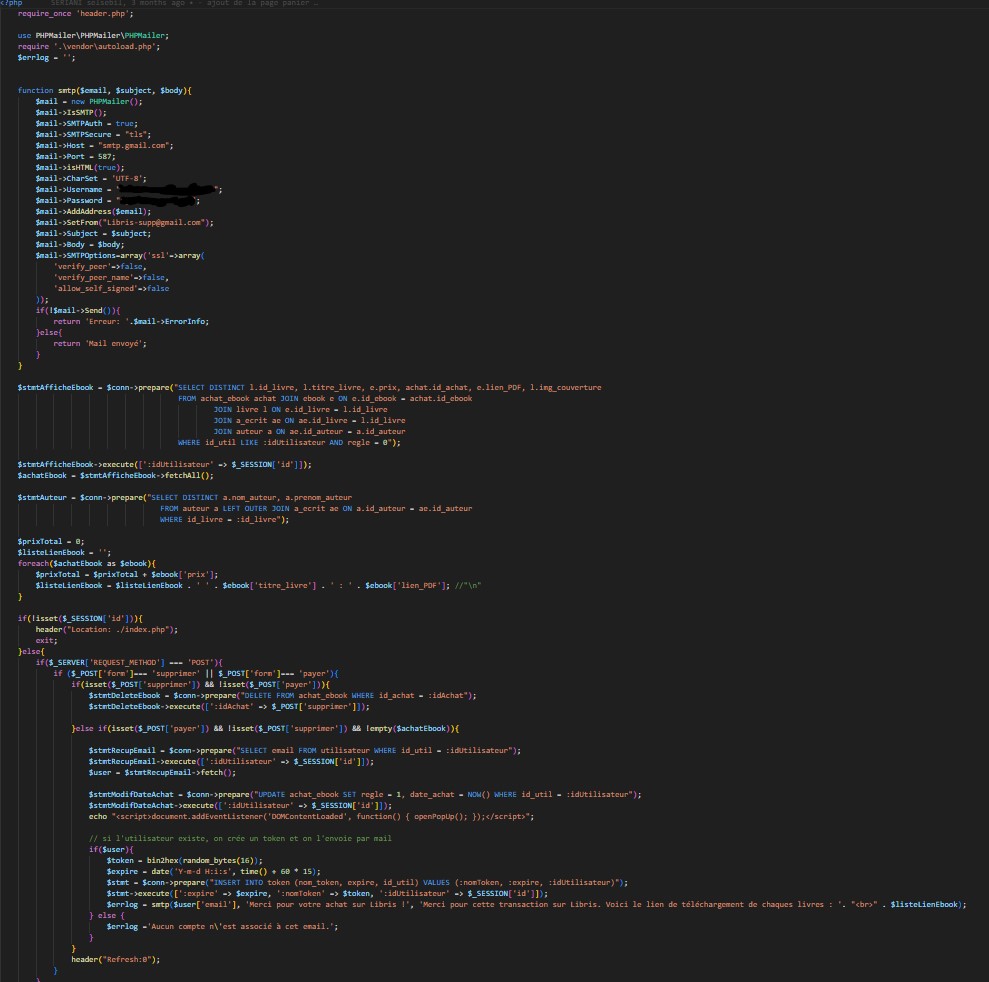 <?php SERIANI selsebil, 3 months ago • - ajout de la page panier …
require_once 'header.php';
use PHPMailer\PHPMailer\PHPMailer;
require '.\vendor\autoload.php';
$errlog = '';
function smtp($email, $subject, $body){
$mail = new PHPMailer();
$mail->IsSMTP();
$mail->SMTPAuth = true;
$mail->SMTPSecure = "tls";
$mail->Host = "smtp.gmail.com";
$mail->Port = 587;
$mail->isHTML(true);
$mail->CharSet = 'UTF-8';
$mail->Username = " ";
$mail->Password = " ;
$mail->AddAddress($email);
$mail->SetFrom("Libris-supp@gmail.com");
$mail->Subject = $subject;
$mail->Body = $body;
$mail->SMTPOptions=array('ssl'=>array(
'verify_peer'=>false,
'verify_peer_name'=>false,
'allow_self_signed'=>false
));
if(!$mail->Send()){
return 'Erreur: '.$mail->ErrorInfo;
}else{
return 'Mail envoyé';
}
}
$stmtAfficheEbook = $conn->prepare("SELECT DISTINCT l.id_livre, l.titre_livre, e.prix, achat.id_achat, e.lien_PDF, l.img_couverture
FROM achat_ebook achat JOIN ebook e ON e.id_ebook = achat.id_ebook
JOIN livre l ON e.id_livre = l.id_livre
JOIN a_ecrit ae ON ae.id_livre = l.id_livre
JOIN auteur a ON ae.id_auteur = a.id_auteur
WHERE id_util LIKE :idUtilisateur AND regle = 0");
$stmtAfficheEbook->execute([':idUtilisateur' => $_SESSION['id']]);
$achatEbook = $stmtAfficheEbook->fetchAll();
$stmtAuteur = $conn->prepare("SELECT DISTINCT a.nom_auteur, a.prenom_auteur
FROM auteur a LEFT OUTER JOIN a_ecrit ae ON a.id_auteur = ae.id_auteur
WHERE id_livre = :id_livre");
$prixTotal = 0;
$listeLienEbook = '';
foreach($achatEbook as $ebook){
$prixTotal = $prixTotal + $ebook['prix'];
$listeLienEbook = $listeLienEbook . ' ' . $ebook['titre_livre'] . ' : ' . $ebook['lien_PDF']; //"\n"
}
if(!isset($_SESSION['id'])){
header("Location: ./index.php");
exit;
}else{
if($_SERVER['REQUEST_METHOD'] === 'POST'){
if ($_POST['form']=== 'supprimer' || $_POST['form']=== 'payer'){
if(isset($_POST['supprimer']) && !isset($_POST['payer'])){
$stmtDeleteEbook = $conn->prepare("DELETE FROM achat_ebook WHERE id_achat = :idAchat");
$stmtDeleteEbook->execute([':idAchat' => $_POST['supprimer']]);
}else if(isset($_POST['payer']) && !isset($_POST['supprimer']) && !empty($achatEbook)){
$stmtRecupEmail = $conn->prepare("SELECT email FROM utilisateur WHERE id_util = :idUtilisateur");
$stmtRecupEmail->execute([':idUtilisateur' => $_SESSION['id']]);
$user = $stmtRecupEmail->fetch();
$stmtModifDateAchat = $conn->prepare("UPDATE achat_ebook SET regle = 1, date_achat = NOW() WHERE id_util = :idUtilisateur");
$stmtModifDateAchat->execute([':idUtilisateur' => $_SESSION['id']]);
echo "<script>document.addEventListener('DOMContentLoaded', function() { openPopUp(); });</script>";
// si l'utilisateur existe, on crée un token et on l'envoie par mail
if($user){
$token = bin2hex(random_bytes(16));
$expire = date('Y-m-d H:i:s', time() + 60 * 15);
$stmt = $conn->prepare("INSERT INTO token (nom_token, expire, id_util) VALUES (:nomToken, :expire, :idUtilisateur)");
$stmt->execute([':expire' => $expire, ':nomToken' => $token, ':idUtilisateur' => $_SESSION['id']]);
$errlog = smtp($user['email'], 'Merci pour votre achat sur Libris !', 'Merci pour cette transaction sur Libris. Voici le lien de téléchargement de chaques livres : '. "<br>" . $listeLienEbook);
} else {
$errlog ='Aucun compte n\'est associé à cet email.';
}
}
header("Refresh:0");
}
}